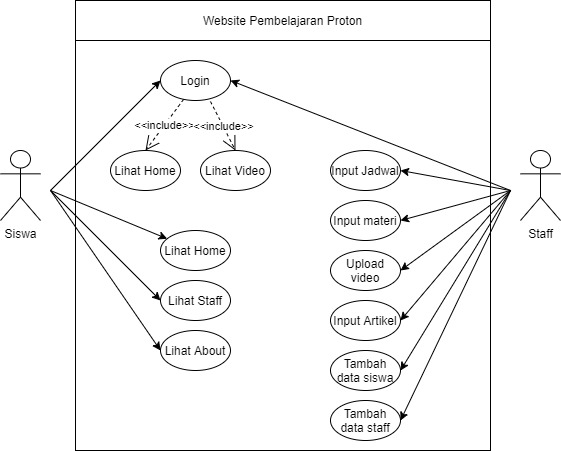 Website Pembelajaran Proton
Login
<<include>>
<<include>>
Lihat Home
Lihat Video
Input Jadwal
Siswa
Staff
Input materi
Lihat Home
Upload
video
Lihat Staff
Input Artikel
Lihat About
Tambah
data siswa
Tambah
data staff